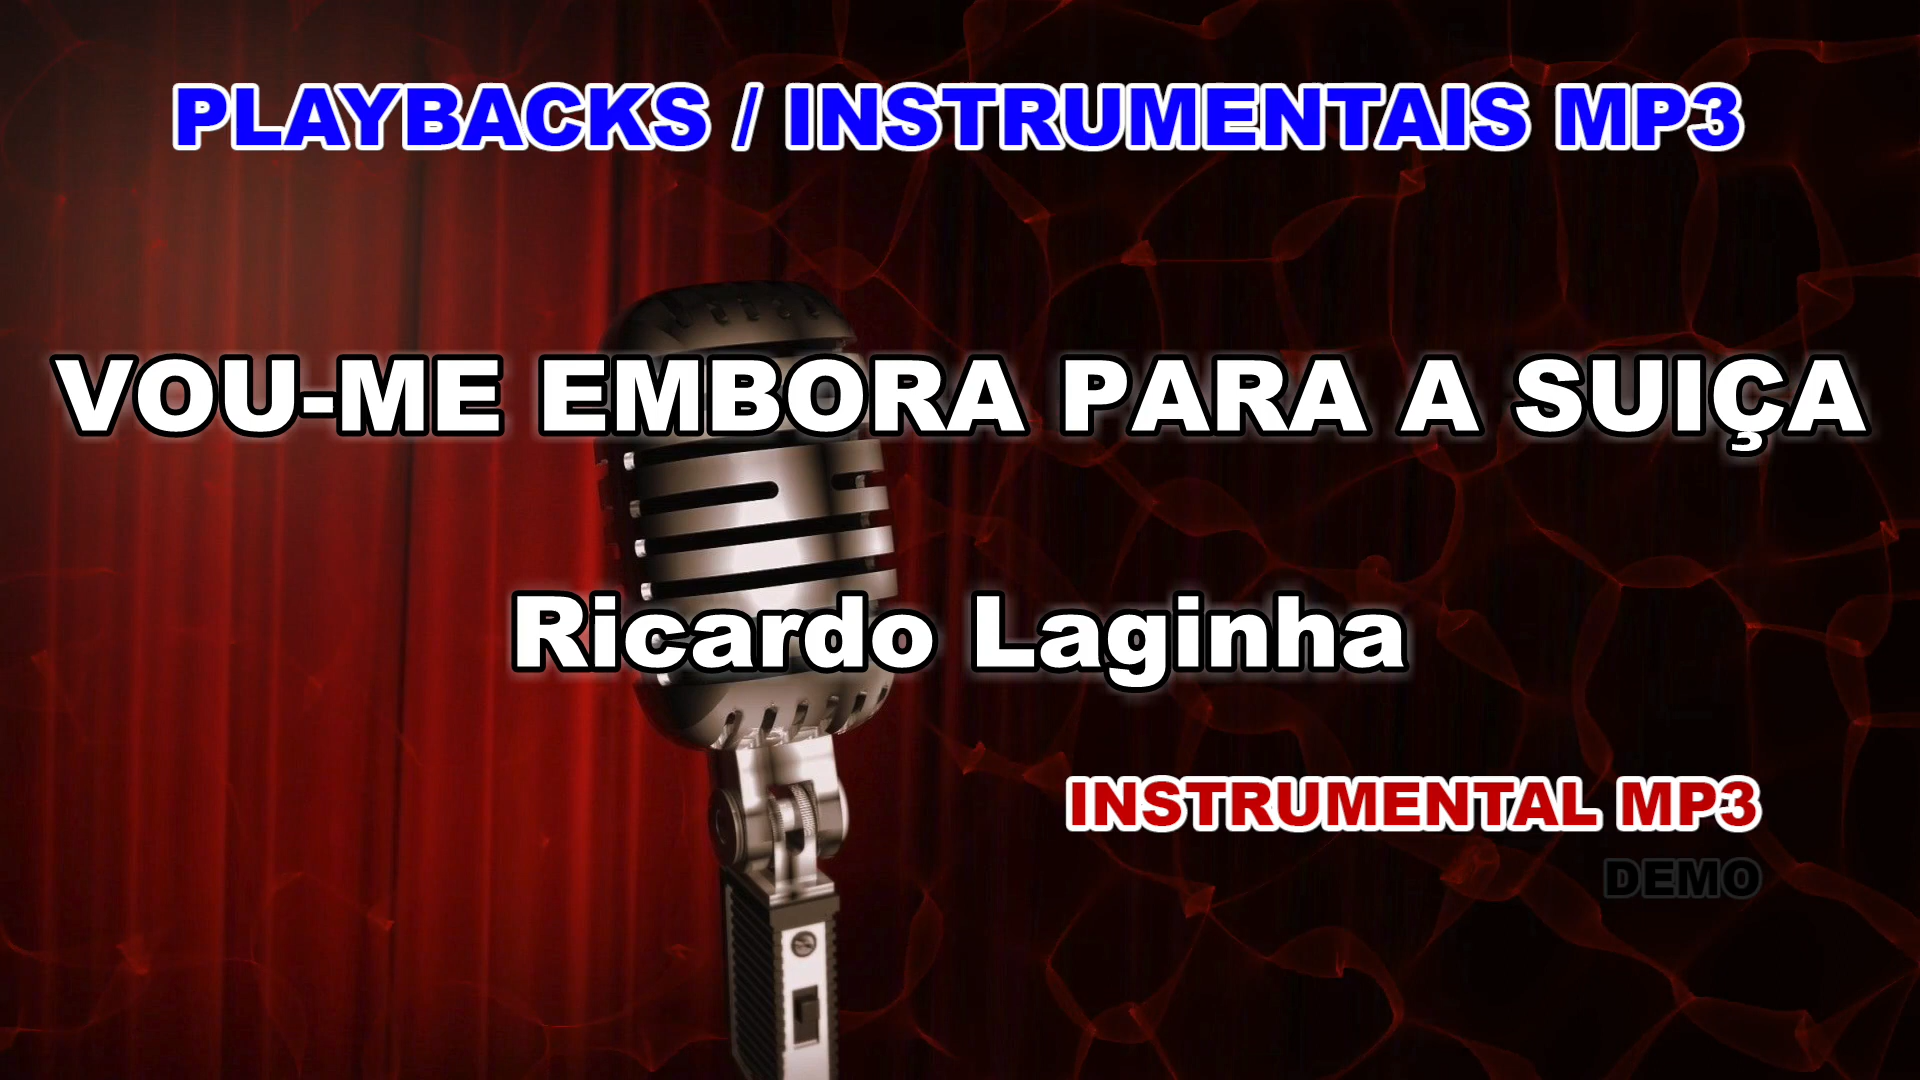 PLAYBACKS / INSTRUMENTAIS MP3
VOU-ME EMBORA PARA A SUIÇA
Ricardo Laginha
INSTRUMENTAL MP3
DEMO